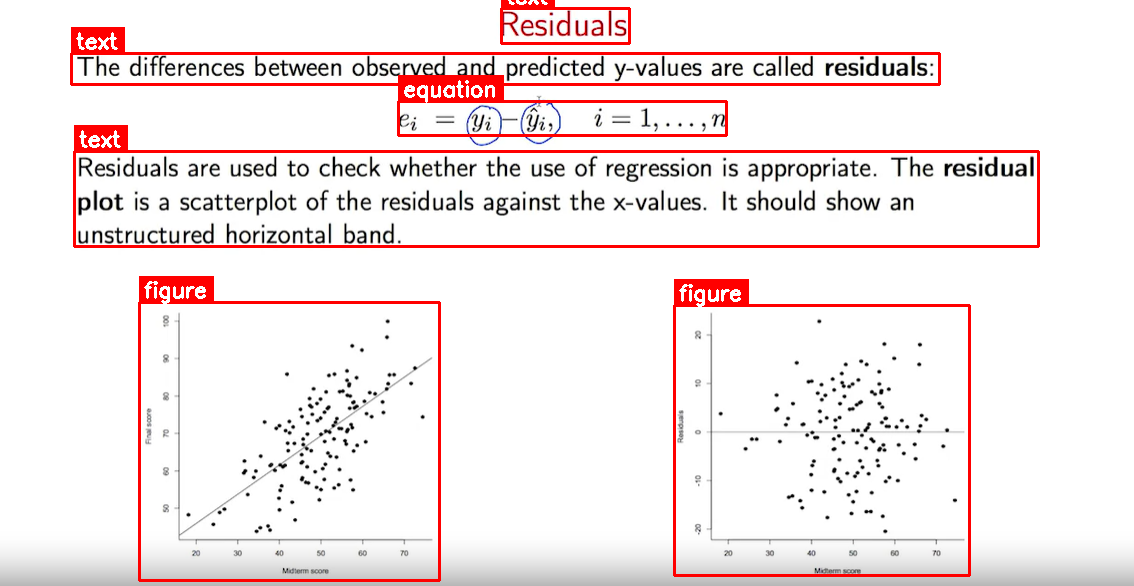 text
Residuals
text
The differences between observed and predicted y-values are called residuals:
equation
e_i = y_i − ŷ_i, i = 1, . . . , n
text
Residuals are used to check whether the use of regression is appropriate. The residual
plot is a scatterplot of the residuals against the x-values. It should show an
unstructured horizontal band.
figure
100
90
80
70
60
50
Final score
20 30 40 50 60 70
Midterm score
figure
20
10
0
-10
-20
Residuals
20 30 40 50 60 70
Midterm score